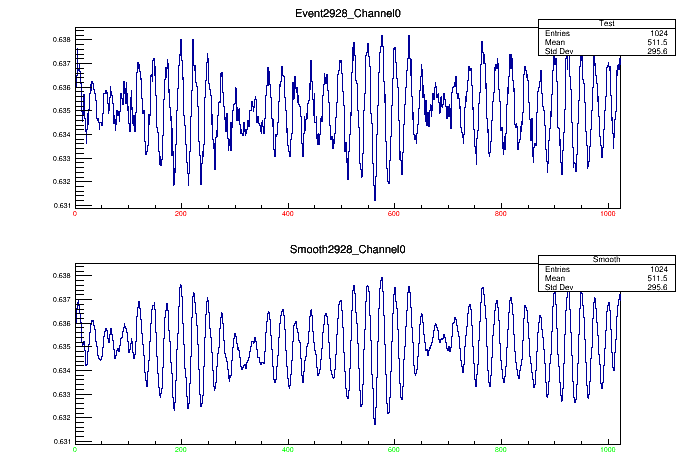 Event2928_Channel0
Test
Entries 1024
Mean 511.5
Std Dev 295.6
0.638
0.637
0.636
0.635
0.634
0.633
0.632
0.631
0 200 400 600 800 1000
Smooth2928_Channel0
Smooth
Entries 1024
Mean 511.5
Std Dev 295.6
0.638
0.637
0.636
0.635
0.634
0.633
0.632
0.631
0 200 400 600 800 1000